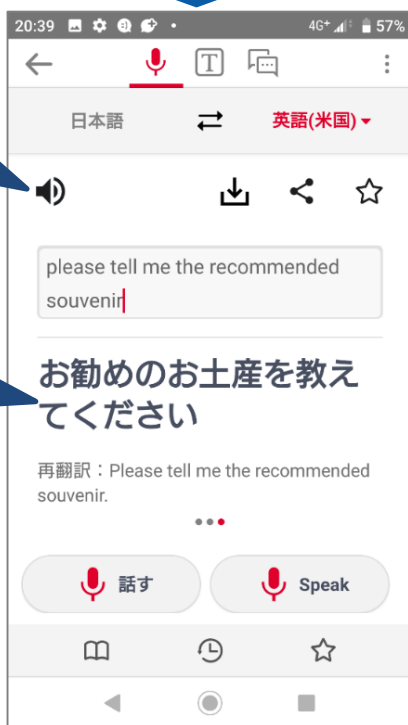 20:39 4G+ 57%
T
日本語 英語(米国)
please tell me the recommended
souvenir
お勧めのお土産を教え
てください
再翻訳：Please tell me the recommended
souvenir.
話す Speak